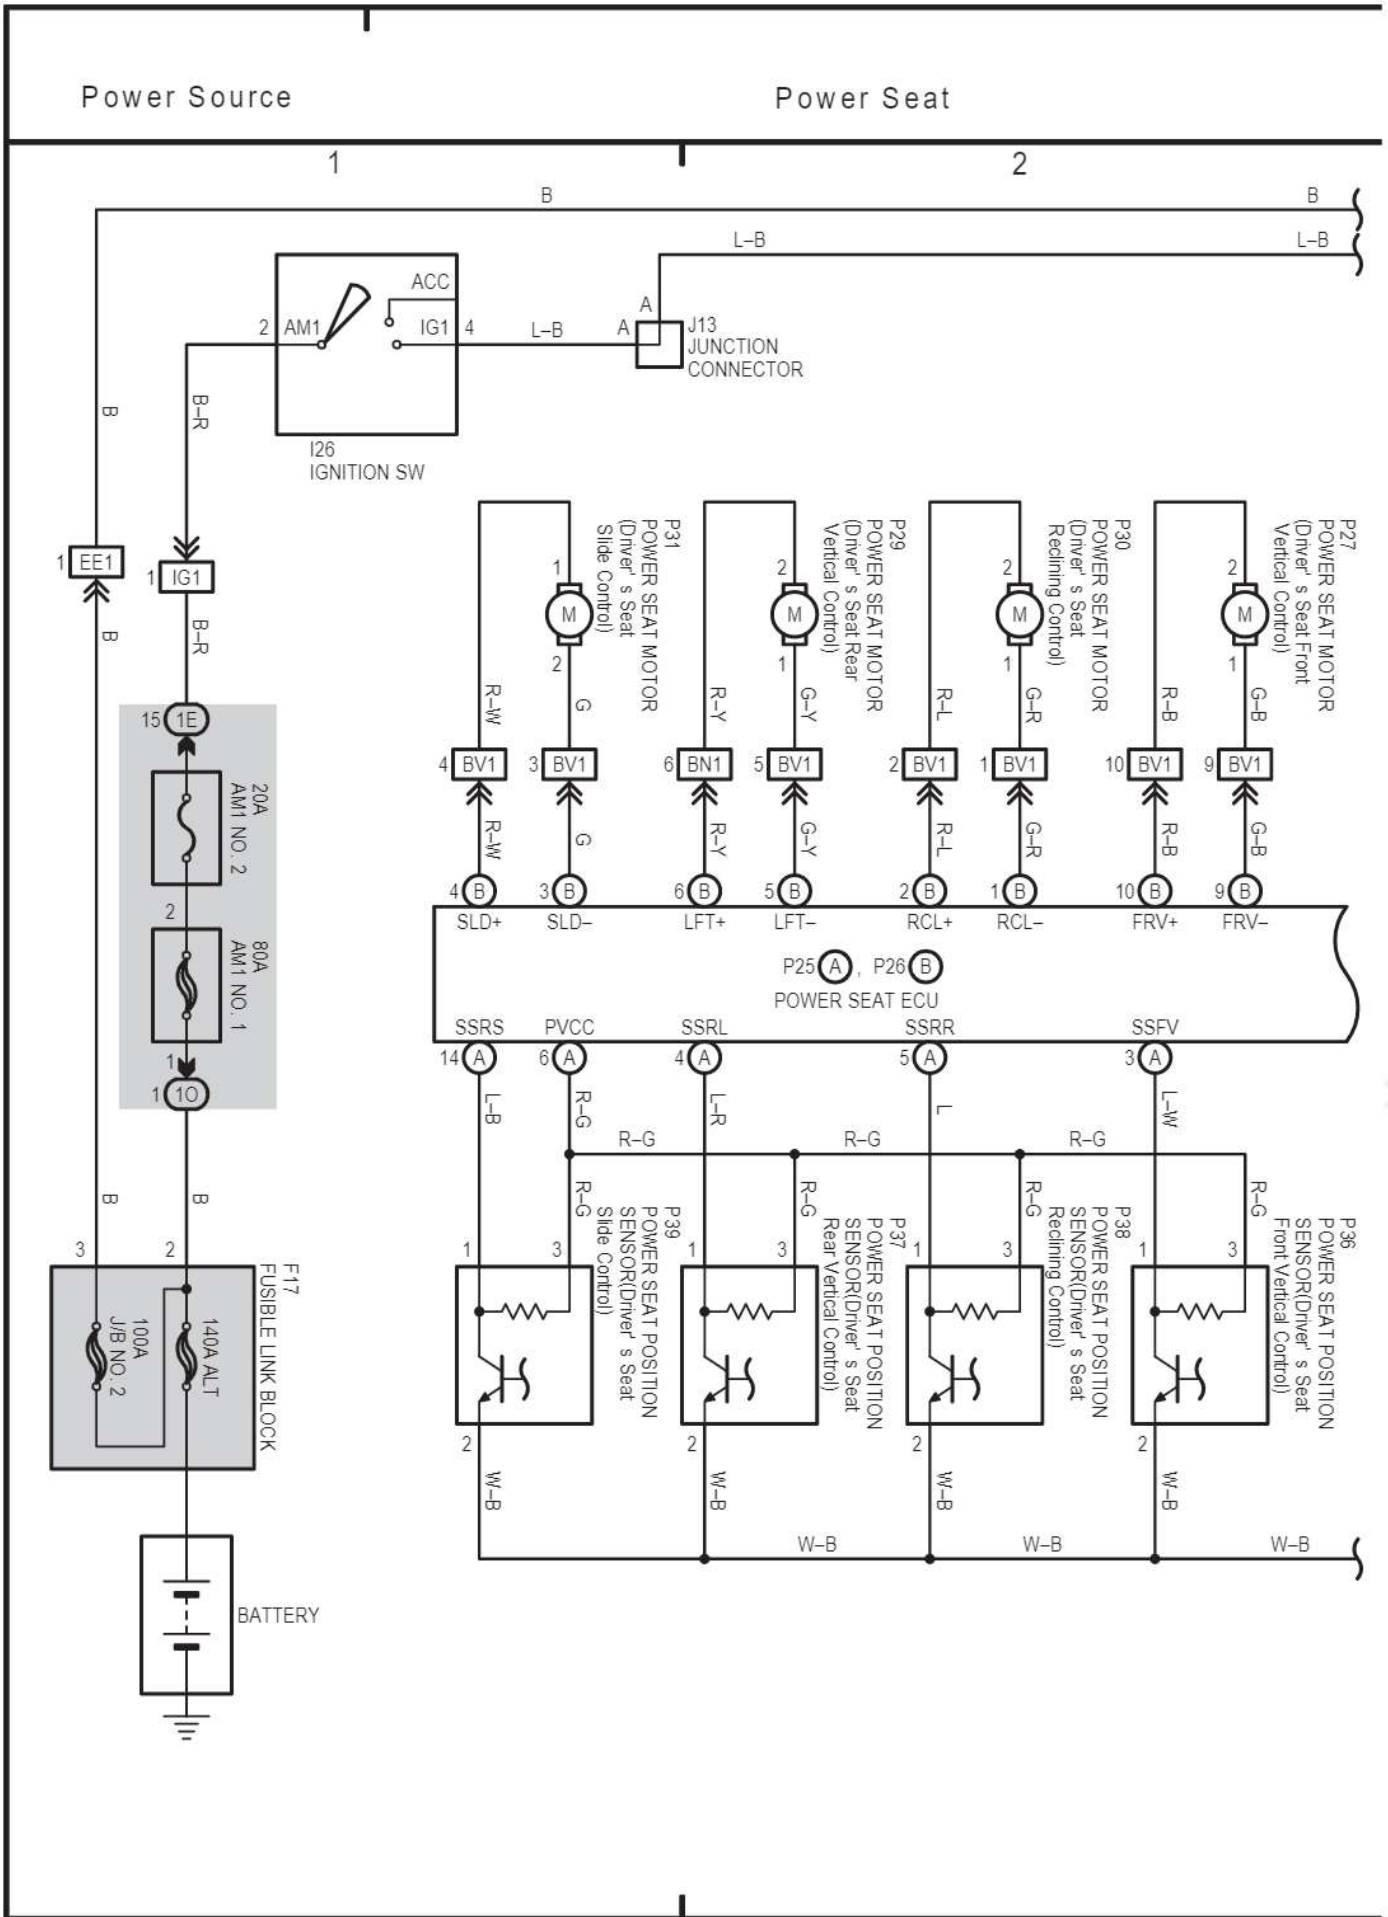 Power Source
Power Seat
1
2
B
B
L–B
L–B
ACC
2
AM1
IG1
4
L–B
A
A
J13
JUNCTION
CONNECTOR
I26
IGNITION SW
B
B–R
1
EE1
1
IG1
B
B–R
P31
POWER SEAT MOTOR
(Driver' s Seat
Slide Control)
P29
POWER SEAT MOTOR
(Driver' s Seat Rear
Vertical Control)
P30
POWER SEAT MOTOR
(Driver' s Seat
Reclining Control)
P27
POWER SEAT MOTOR
(Driver' s Seat Front
Vertical Control)
1
2
2
2
M
M
M
M
2
1
1
1
R–W
G
R–Y
G–Y
R–L
G–R
R–B
G–B
4
BV1
3
BV1
6
BN1
5
BV1
2
BV1
1
BV1
10
BV1
9
BV1
R–W
G
R–Y
G–Y
R–L
G–R
R–B
G–B
4
B
3
B
6
B
5
B
2
B
1
B
10
B
9
B
SLD+
SLD–
LFT+
LFT–
RCL+
RCL–
FRV+
FRV–
P25
A
,
P26
B
POWER SEAT ECU
SSRS
PVCC
SSRL
SSRR
SSFV
14
A
6
A
4
A
5
A
3
A
15
1E
20A
AM1 NO. 2
2
80A
AM1 NO. 1
1
1
1O
L–B
R–G
L–R
L
L–W
R–G
R–G
R–G
R–G
R–G
R–G
R–G
P39
POWER SEAT POSITION
SENSOR(Driver' s Seat
Slide Control)
P37
POWER SEAT POSITION
SENSOR(Driver' s Seat
Rear Vertical Control)
P38
POWER SEAT POSITION
SENSOR(Driver' s Seat
Reclining Control)
P36
POWER SEAT POSITION
SENSOR(Driver' s Seat
Front Vertical Control)
1
3
1
3
1
3
1
3
2
2
2
2
W–B
W–B
W–B
W–B
W–B
W–B
W–B
B
B
3
2
F17
FUSIBLE LINK BLOCK
140A ALT
100A
J/B NO. 2
BATTERY